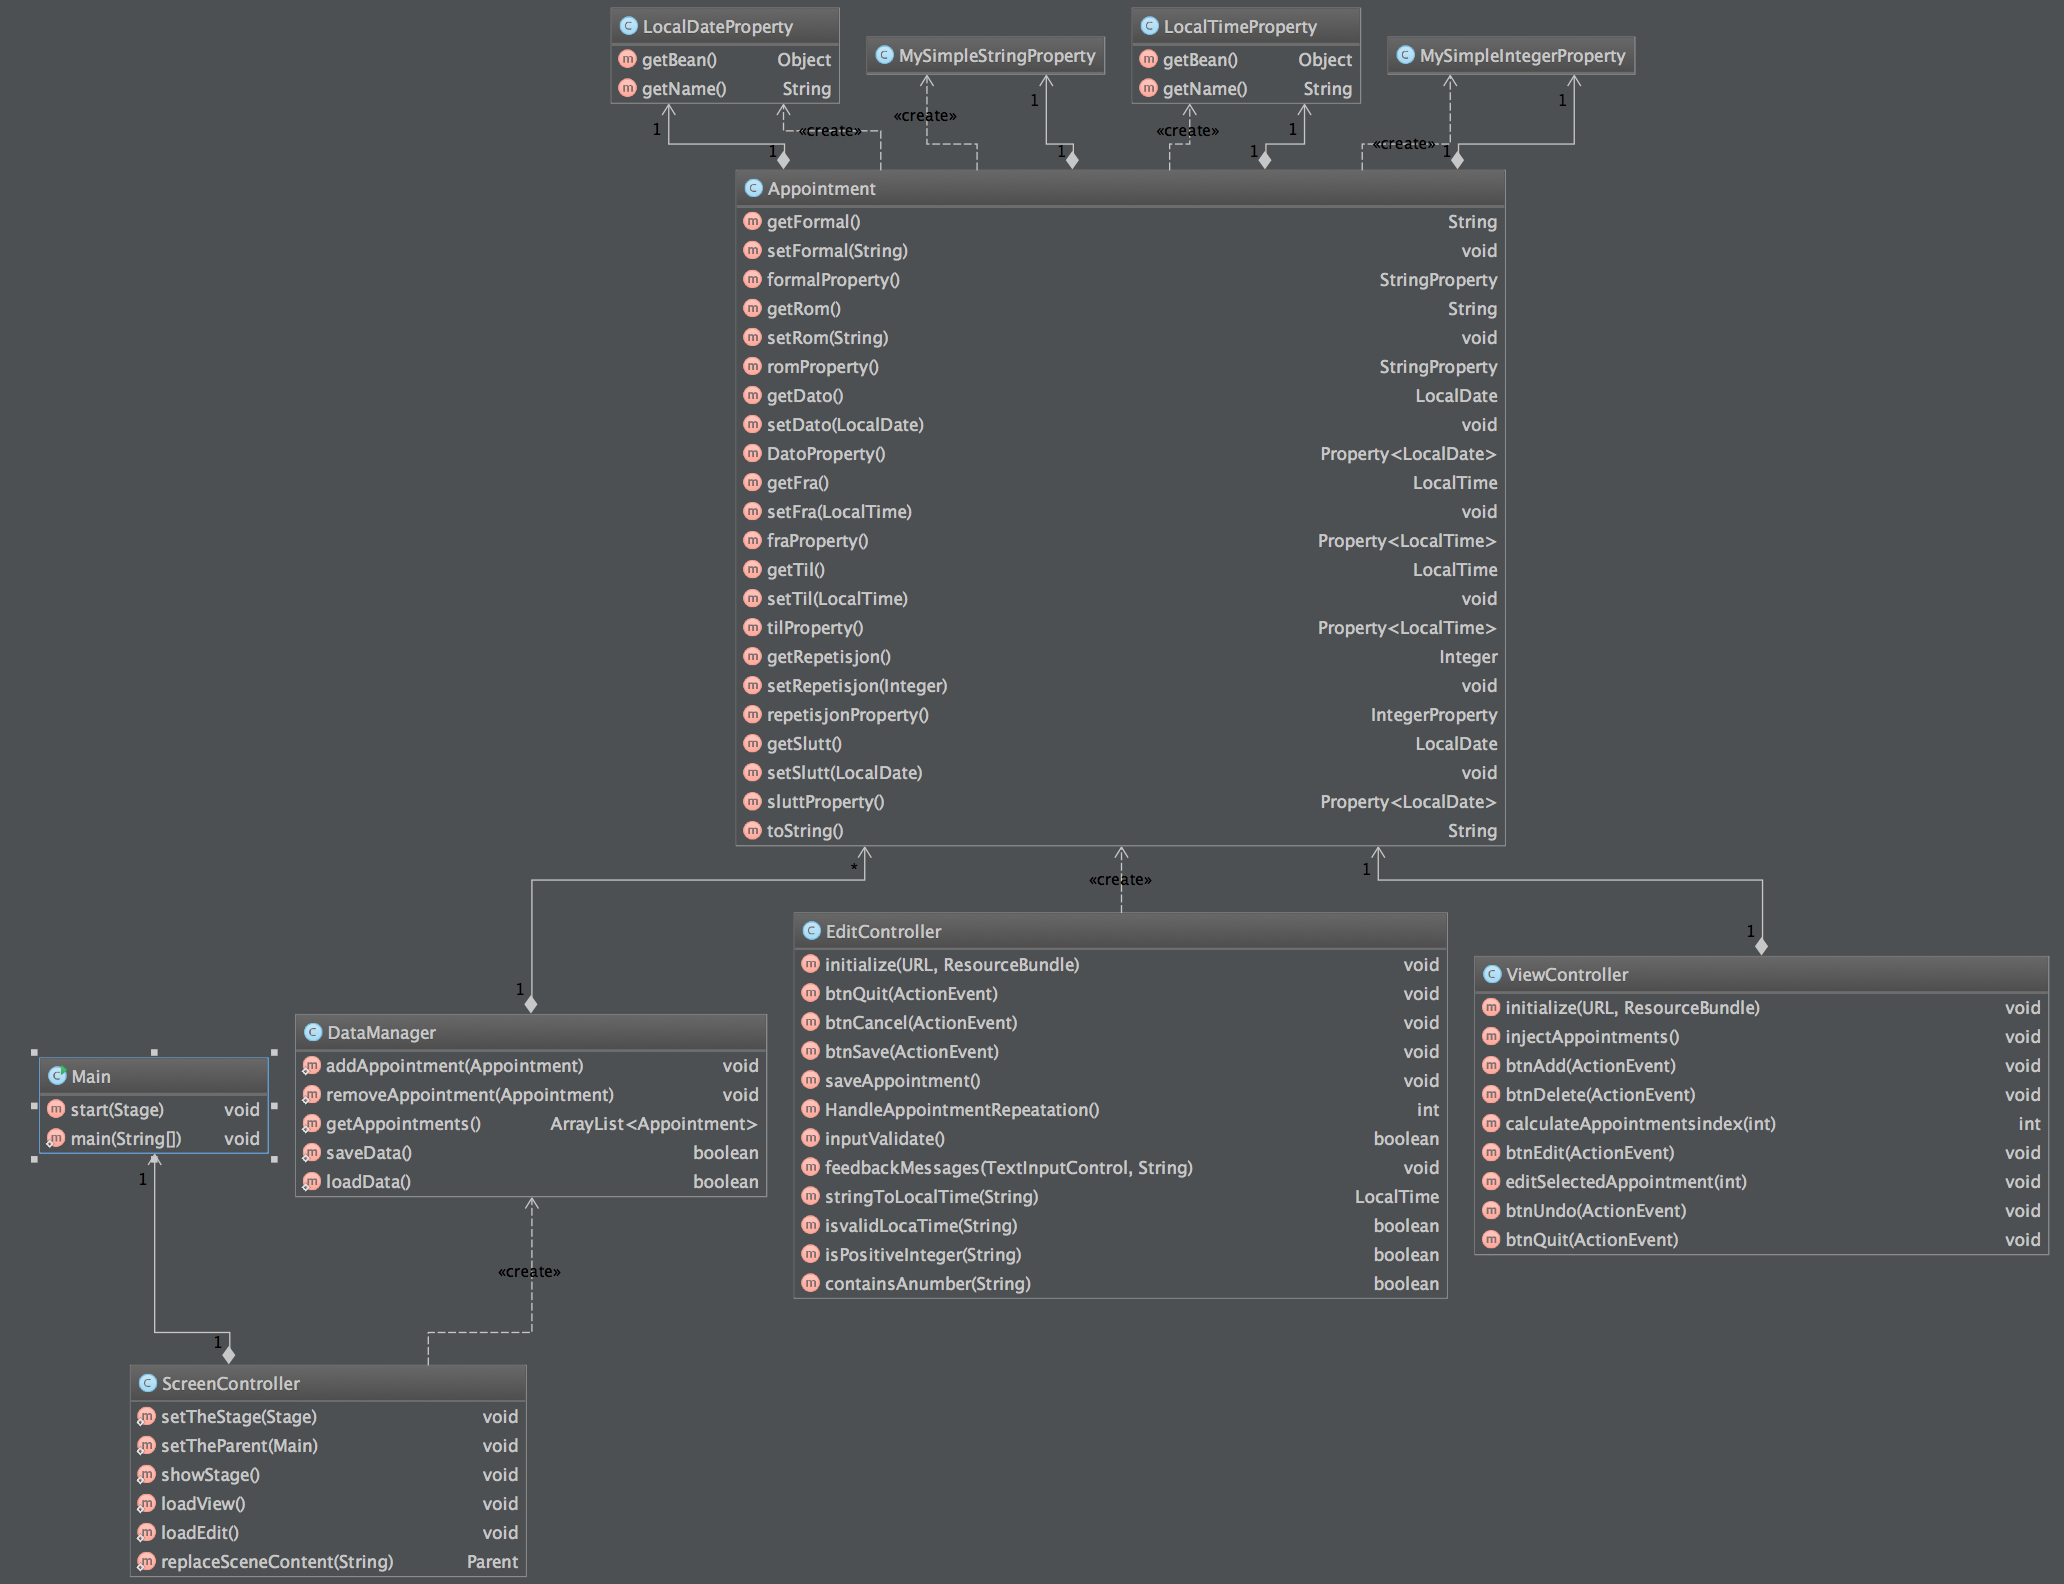 LocalDateProperty
getBean() Object
getName() String
MySimpleStringProperty
LocalTimeProperty
getBean() Object
getName() String
MySimpleIntegerProperty
1
«create»
1
«create»
1
1
«create»
1
1
«create»
1
1
Appointment
getFormal() String
setFormal(String) void
formalProperty() StringProperty
getRom() String
setRom(String) void
romProperty() StringProperty
getDato() LocalDate
setDato(LocalDate) void
DatoProperty() Property<LocalDate>
getFra() LocalTime
setFra(LocalTime) void
fraProperty() Property<LocalTime>
getTil() LocalTime
setTil(LocalTime) void
tilProperty() Property<LocalTime>
getRepetisjon() Integer
setRepetisjon(Integer) void
repetisjonProperty() IntegerProperty
getSlutt() LocalDate
setSlutt(LocalDate) void
sluttProperty() Property<LocalDate>
toString() String
*
1
«create»
1
1
Main
start(Stage) void
main(String[]) void
DataManager
addAppointment(Appointment) void
removeAppointment(Appointment) void
getAppointments() ArrayList<Appointment>
saveData() boolean
loadData() boolean
EditController
initialize(URL, ResourceBundle) void
btnQuit(ActionEvent) void
btnCancel(ActionEvent) void
btnSave(ActionEvent) void
saveAppointment() void
HandleAppointmentRepeatation() int
inputValidate() boolean
feedbackMessages(TextInputControl, String) void
stringToLocalTime(String) LocalTime
isvalidLocaTime(String) boolean
isPositiveInteger(String) boolean
containsAnumber(String) boolean
ViewController
initialize(URL, ResourceBundle) void
injectAppointments() void
btnAdd(ActionEvent) void
btnDelete(ActionEvent) void
calculateAppointmentsindex(int) int
btnEdit(ActionEvent) void
editSelectedAppointment(int) void
btnUndo(ActionEvent) void
btnQuit(ActionEvent) void
1
«create»
1
ScreenController
setTheStage(Stage) void
setTheParent(Main) void
showStage() void
loadView() void
loadEdit() void
replaceSceneContent(String) Parent